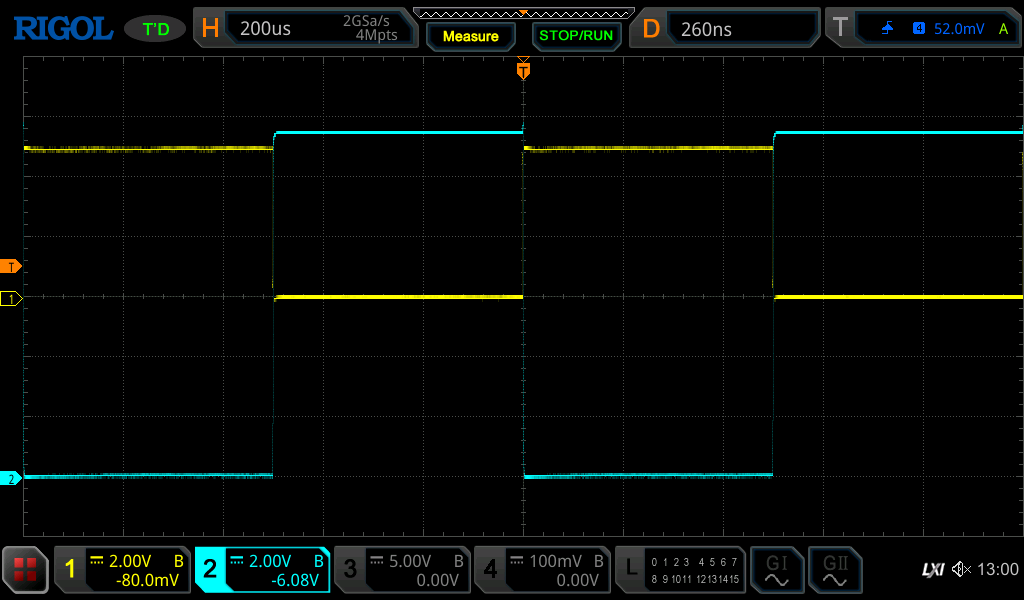 RIGOL T'D H 200us 2GSa/s 4Mpts Measure STOP/RUN D 260ns T 4 52.0mV A
T
T
1
2
1 2.00V B -80.0mV
2 2.00V B -6.08V
3 5.00V B 0.00V
4 100mV B 0.00V
L 0 1 2 3 4 5 6 7
8 9 10 11 12 13 14 15
GI
GII
LXI 13:00